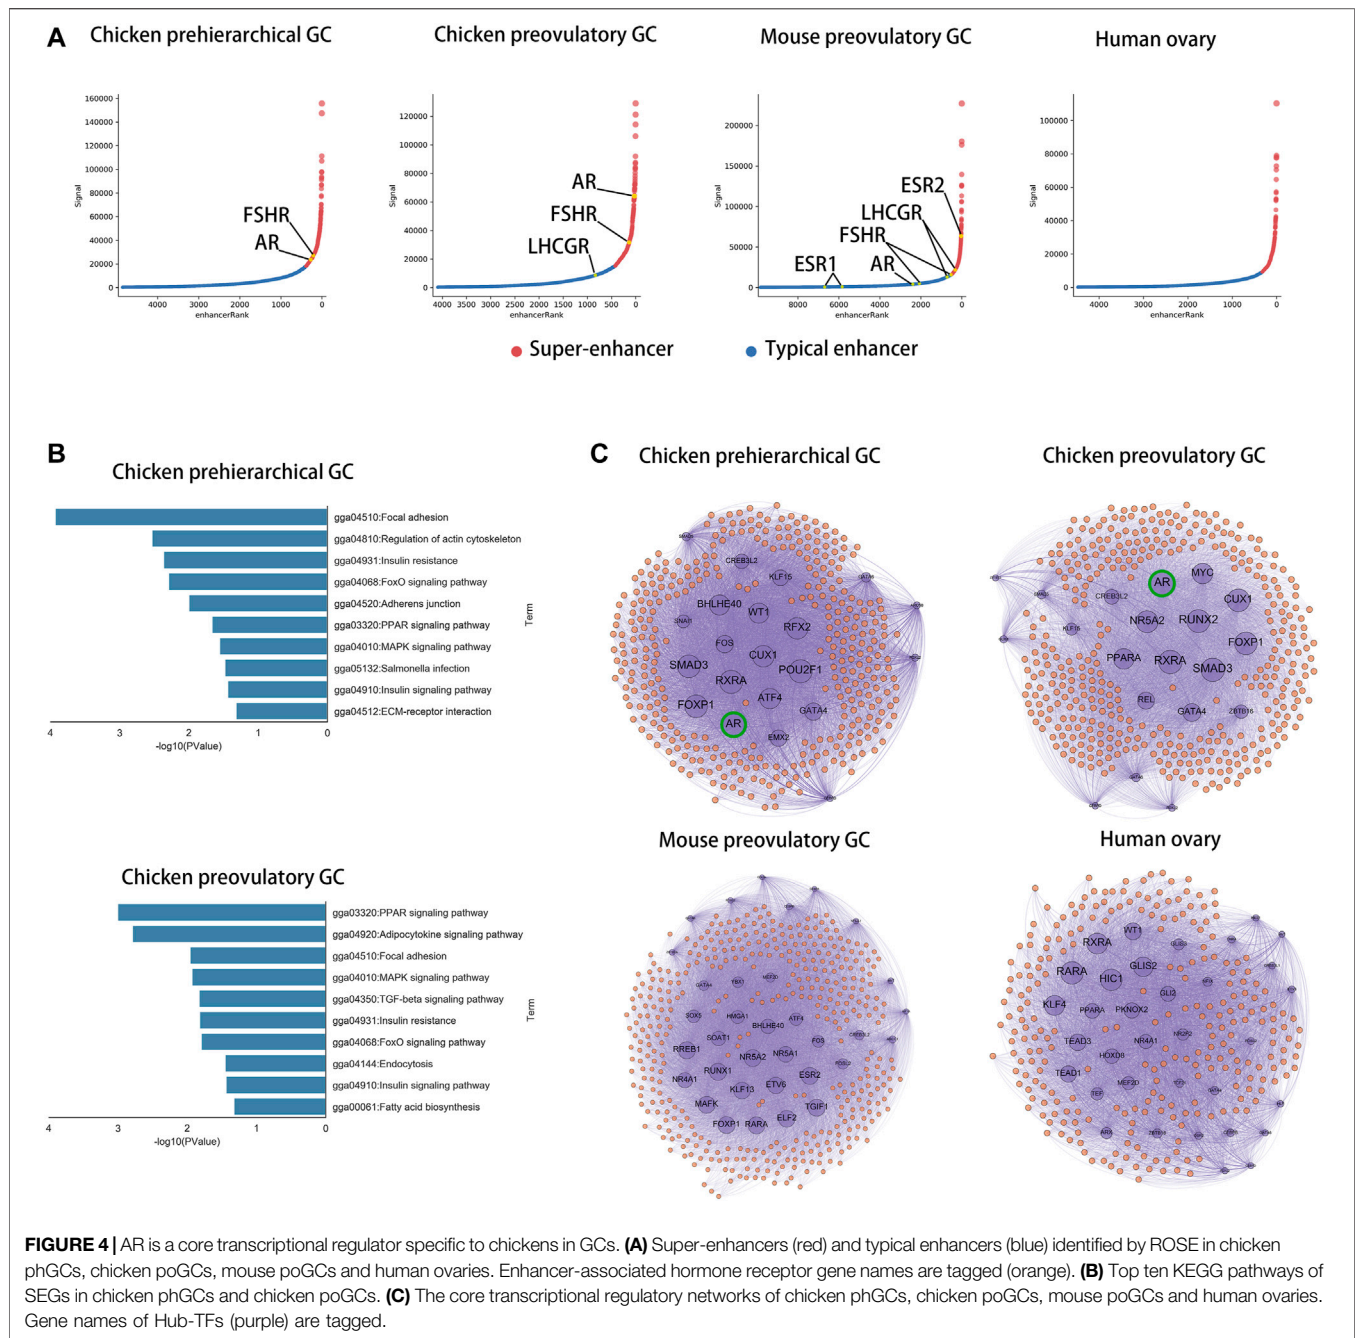 A
Chicken prehierarchical GC
Chicken preovulatory GC
Mouse preovulatory GC
Human ovary
160000
140000
120000
100000
80000
60000
40000
20000
0
Signal
FSHR
AR
4000
3000
2000
1000
0
enhancerRank
120000
100000
80000
60000
40000
20000
0
Signal
AR
FSHR
LHCGR
4000 3500 3000 2500 2000 1500 1000 500 0
enhancerRank
200000
150000
100000
50000
0
Signal
ESR2
LHCGR
FSHR
AR
ESR1
8000 6000 4000 2000 0
enhancerRank
100000
80000
60000
40000
20000
0
Signal
4000 3000 2000 1000 0
enhancerRank
Super-enhancer
Typical enhancer
B
Chicken prehierarchical GC
gga04510:Focal adhesion
gga04810:Regulation of actin cytoskeleton
gga04931:Insulin resistance
gga04068:FoxO signaling pathway
gga04520:Adherens junction
gga03320:PPAR signaling pathway
gga04010:MAPK signaling pathway
gga05132:Salmonella infection
gga04910:Insulin signaling pathway
gga04512:ECM-receptor interaction
Term
4 3 2 1 0
-log10(PValue)
Chicken preovulatory GC
gga03320:PPAR signaling pathway
gga04920:Adipocytokine signaling pathway
gga04510:Focal adhesion
gga04010:MAPK signaling pathway
gga04350:TGF-beta signaling pathway
gga04931:Insulin resistance
gga04068:FoxO signaling pathway
gga04144:Endocytosis
gga04910:Insulin signaling pathway
gga00061:Fatty acid biosynthesis
Term
4 3 2 1 0
-log10(PValue)
C
Chicken prehierarchical GC
CREB3L2
KLF15
BHLHE40
WT1
SNAI1
RFX2
FOS
CUX1
SMAD3
POU2F1
RXRA
ATF4
FOXP1
GATA4
AR
EMX2
Chicken preovulatory GC
AR
MYC
CREB3L2
CUX1
NR5A2
RUNX2
KLF15
FOXP1
PPARA
RXRA
SMAD3
REL
GATA4
ZBTB16
Mouse preovulatory GC
GATA4
YBX1
MEF2D
SOX5
HMGA1
BHLHE40
ATF4
SOAT1
FOS
CREB3L2
RREB1
NR5A2
NR5A1
NR4A1
RUNX1
ESR2
KLF13
ETV6
MAFK
TGIF1
FOXP1
RARA
ELF2
Human ovary
WT1
RXRA
GLIS2
RARA
HIC1
GLI2
KLF4
PPARA
PKNOX2
TEAD3
NR4A1
NR2F2
HOXD8
TEAD1
MEF2D
TEF
FIGURE 4 | AR is a core transcriptional regulator specific to chickens in GCs. (A) Super-enhancers (red) and typical enhancers (blue) identified by ROSE in chicken
phGCs, chicken poGCs, mouse poGCs and human ovaries. Enhancer-associated hormone receptor gene names are tagged (orange). (B) Top ten KEGG pathways of
SEGs in chicken phGCs and chicken poGCs. (C) The core transcriptional regulatory networks of chicken phGCs, chicken poGCs, mouse poGCs and human ovaries.
Gene names of Hub-TFs (purple) are tagged.